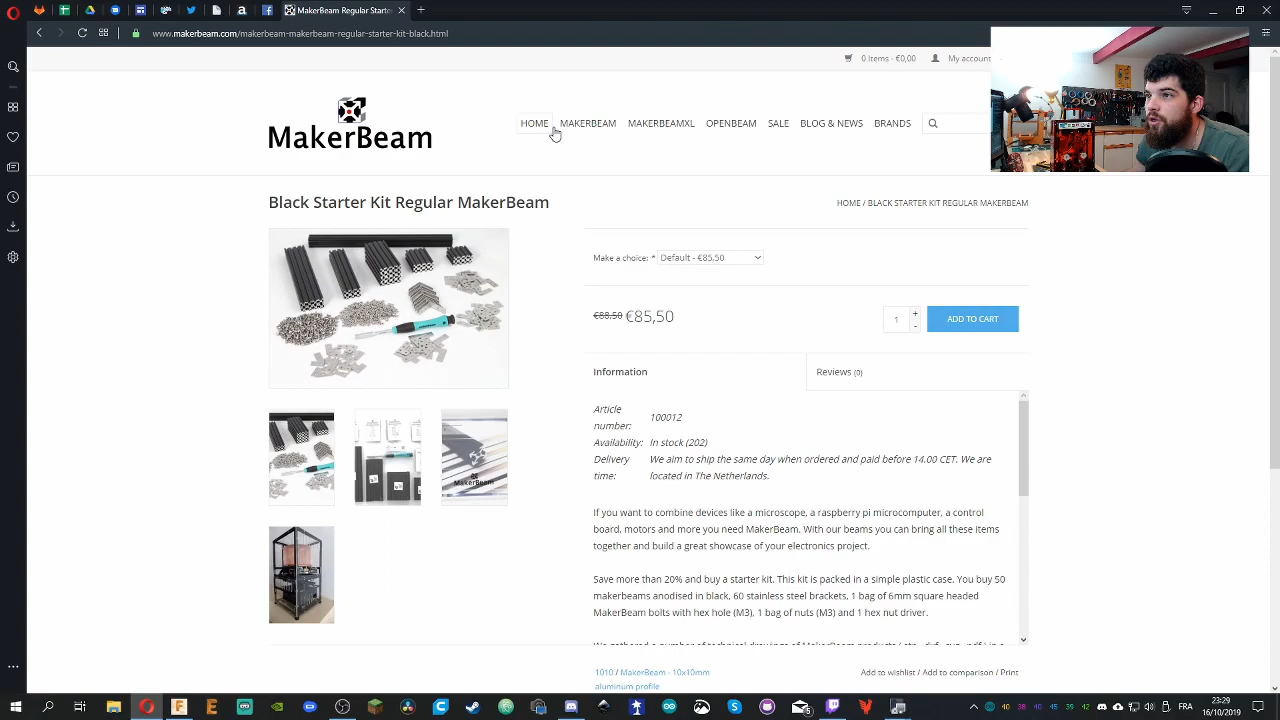 MakerBeam Regular Starte
www.makerbeam.com/makerbeam-makerbeam-regular-starter-kit-black.html
0 Items - €0,00
My account
MakerBeam
HOME
MAKERBEAM
MAKERBEAMXL
OPENBEAM
SALE
BLOG & NEWS
BRANDS
Black Starter Kit Regular MakerBeam
HOME / BLACK STARTER KIT REGULAR MAKERBEAM
Make a choice: * Default - €85,50
€88,50 €85,50
1
+
-
ADD TO CART
Information
Reviews (0)
Article
number:
100012
Availability: In stock (202)
Delivery We aim to ship the same day when ordered and paid before 14.00 CET. We are
time: located in The Netherlands.
If you want to combine devices like a microscope, a raspberry pi microcomputer, a control
board, motors and more you need MakerBeam. With our beams you can bring all these items
together and build a great showcase of your electronics project.
Save more than 20% and buy a starter kit. This kit is packed in a simple plastic case. You buy 50
makerbeams anodised in black, 60 stainless steel brackets, 1 bag of 6mm square headed
MakerBeam bolts with hex hole (M3), 1 bag of nuts (M3) and 1 hex nut driver.
MakerBeam
1010 / MakerBeam - 10x10mm
aluminum profile
Add to wishlist / Add to comparison / Print
FR
23:29
16/10/2019